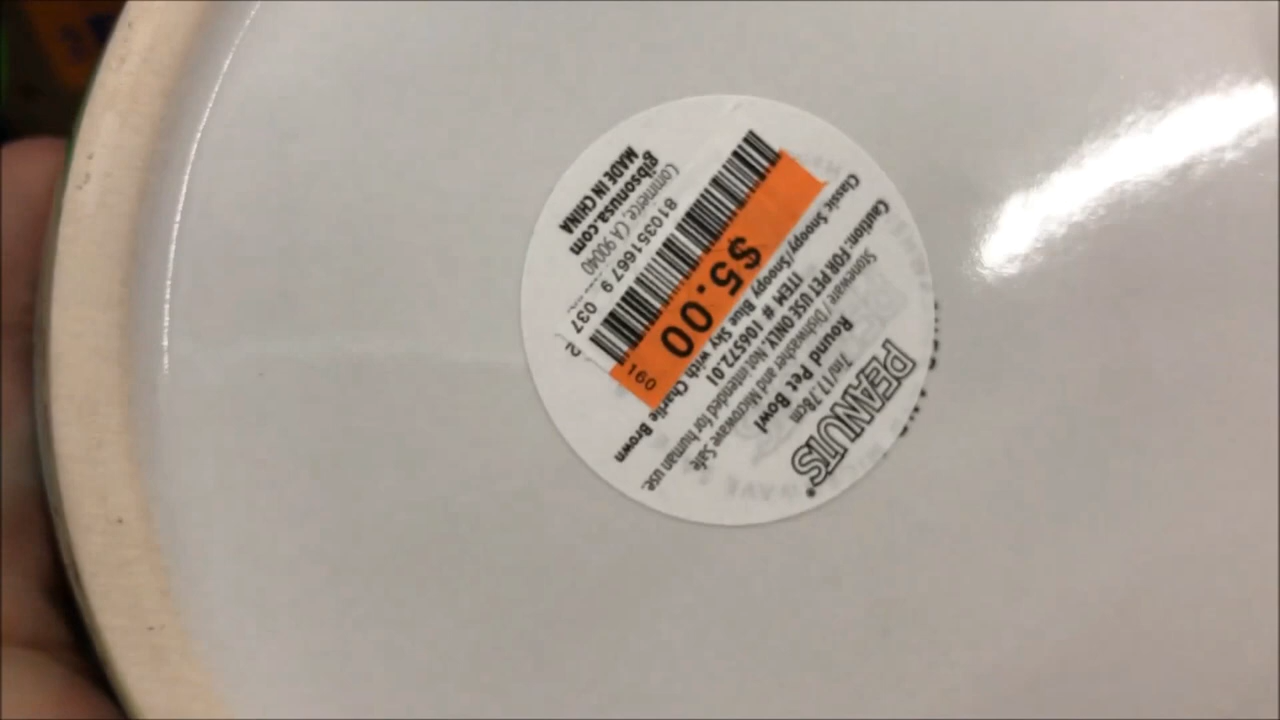 PEANUTS®
Round Pet Bowl
7in/17.78cm
Stoneware / Dishwasher and Microwave Safe.
Caution: FOR PET USE ONLY. Not intended for human use.
ITEM # 106572.01
Classic Snoopy/Snoopy Blue Sky with Charlie Brown
$5.00
160
81035 1667 9 037
Commerce, CA 90040
gibsonusa.com
MADE IN CHINA